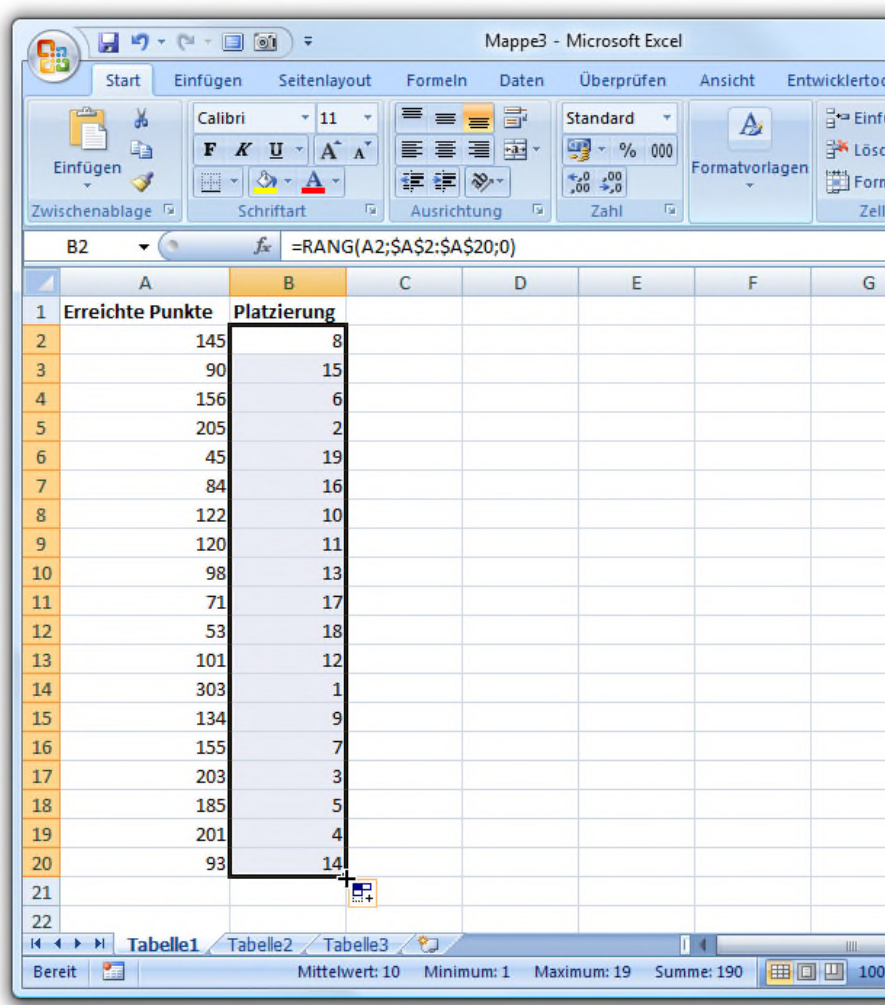 Mappe3 - Microsoft Excel
Start Einfügen Seitenlayout Formeln Daten Überprüfen Ansicht
Calibri 11 Standard
F K U A A % 000
Einfügen Formatvorlagen
Zwischenablage Schriftart Ausrichtung Zahl
B2 fx =RANG(A2;$A$2:$A$20;0)
A B C D E F G
1 Erreichte Punkte Platzierung
2 145 8
3 90 15
4 156 6
5 205 2
6 45 19
7 84 16
8 122 10
9 120 11
10 98 13
11 71 17
12 53 18
13 101 12
14 303 1
15 134 9
16 155 7
17 203 3
18 185 5
19 201 4
20 93 14
21
22
Tabelle1 Tabelle2 Tabelle3
Bereit Mittelwert: 10 Minimum: 1 Maximum: 19 Summe: 190 100